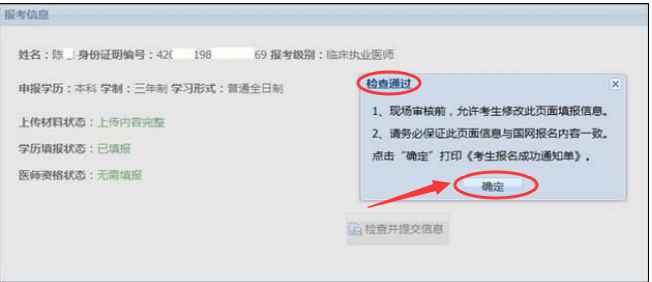 报考信息
姓名：陈 身份证明编号：42 198 69 报考级别：临床执业医师
申报学历：本科 学制：三年制 学习形式：普通全日制
上传材料状态：上传内容完整
学历填报状态：已填报
医师资格状态：无需填报
检查通过
1、现场审核前，允许考生修改此页面填报信息。
2、请务必保证此页面信息与国网报名内容一致。
点击“确定”打印《考生报名成功通知单》。
确定
检查并提交信息